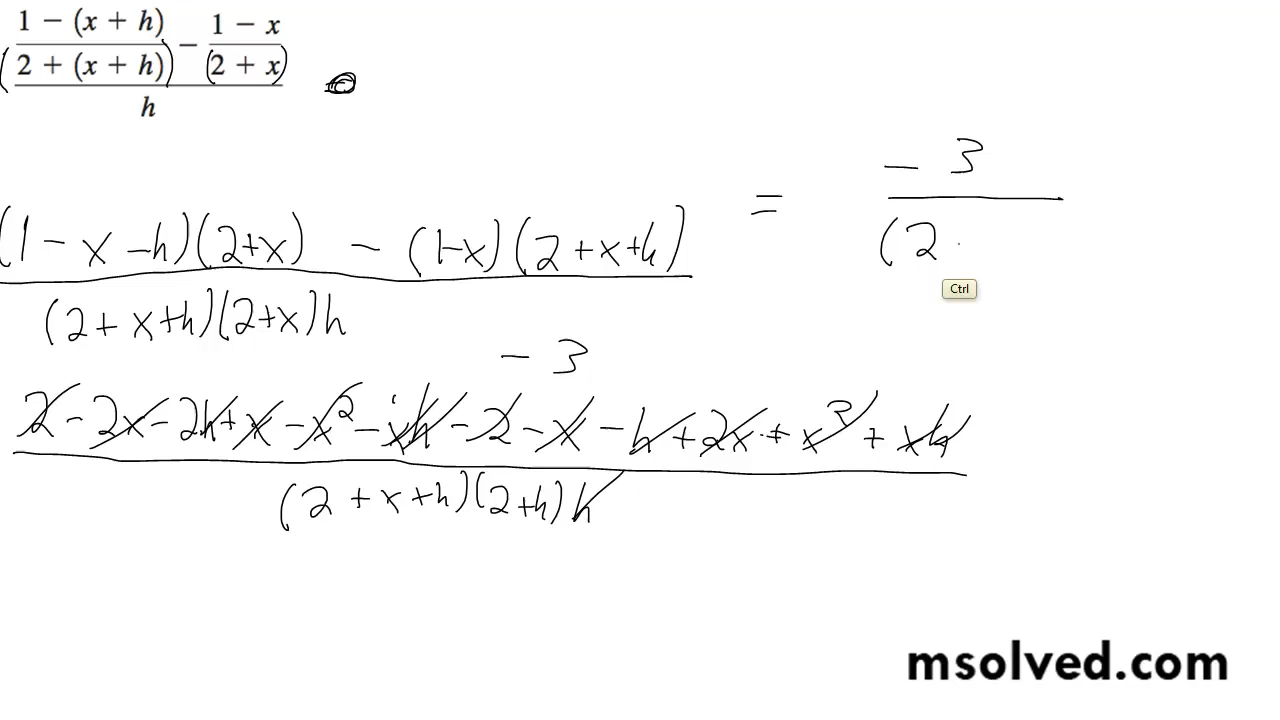 1 − (x + h)   1 − x
( 2 + (x + h) ) − ( 2 + x )
h
− 3
(1 − x − h)(2+x) − (1−x)(2+x+h) =
(2
(2+x+h)(2+x)h
Ctrl
− 3
2 − 2x − 2h + x − x² − xh − 2 − x − h + 2x + x² + xh
(2 + x + h)(2+h)h
msolved.com